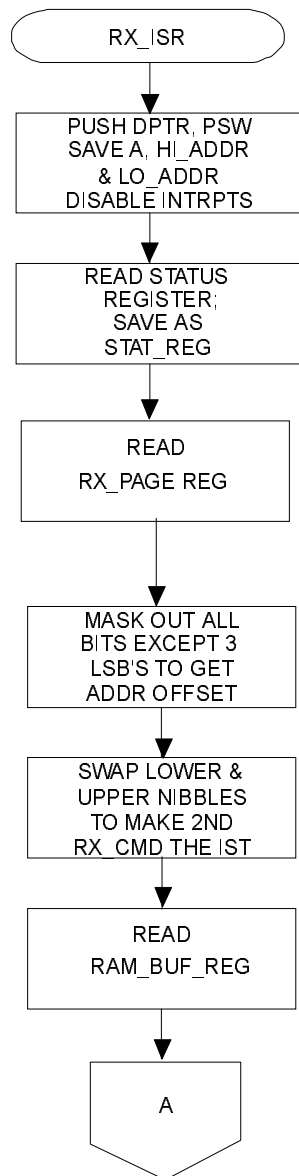 RX_ISR
PUSH DPTR, PSW
SAVE A, HI_ADDR
& LO_ADDR
DISABLE INTRPTS
READ STATUS
REGISTER;
SAVE AS
STAT_REG
READ
RX_PAGE REG
MASK OUT ALL
BITS EXCEPT 3
LSB'S TO GET
ADDR OFFSET
SWAP LOWER &
UPPER NIBBLES
TO MAKE 2ND
RX_CMD THE IST
READ
RAM_BUF_REG
A